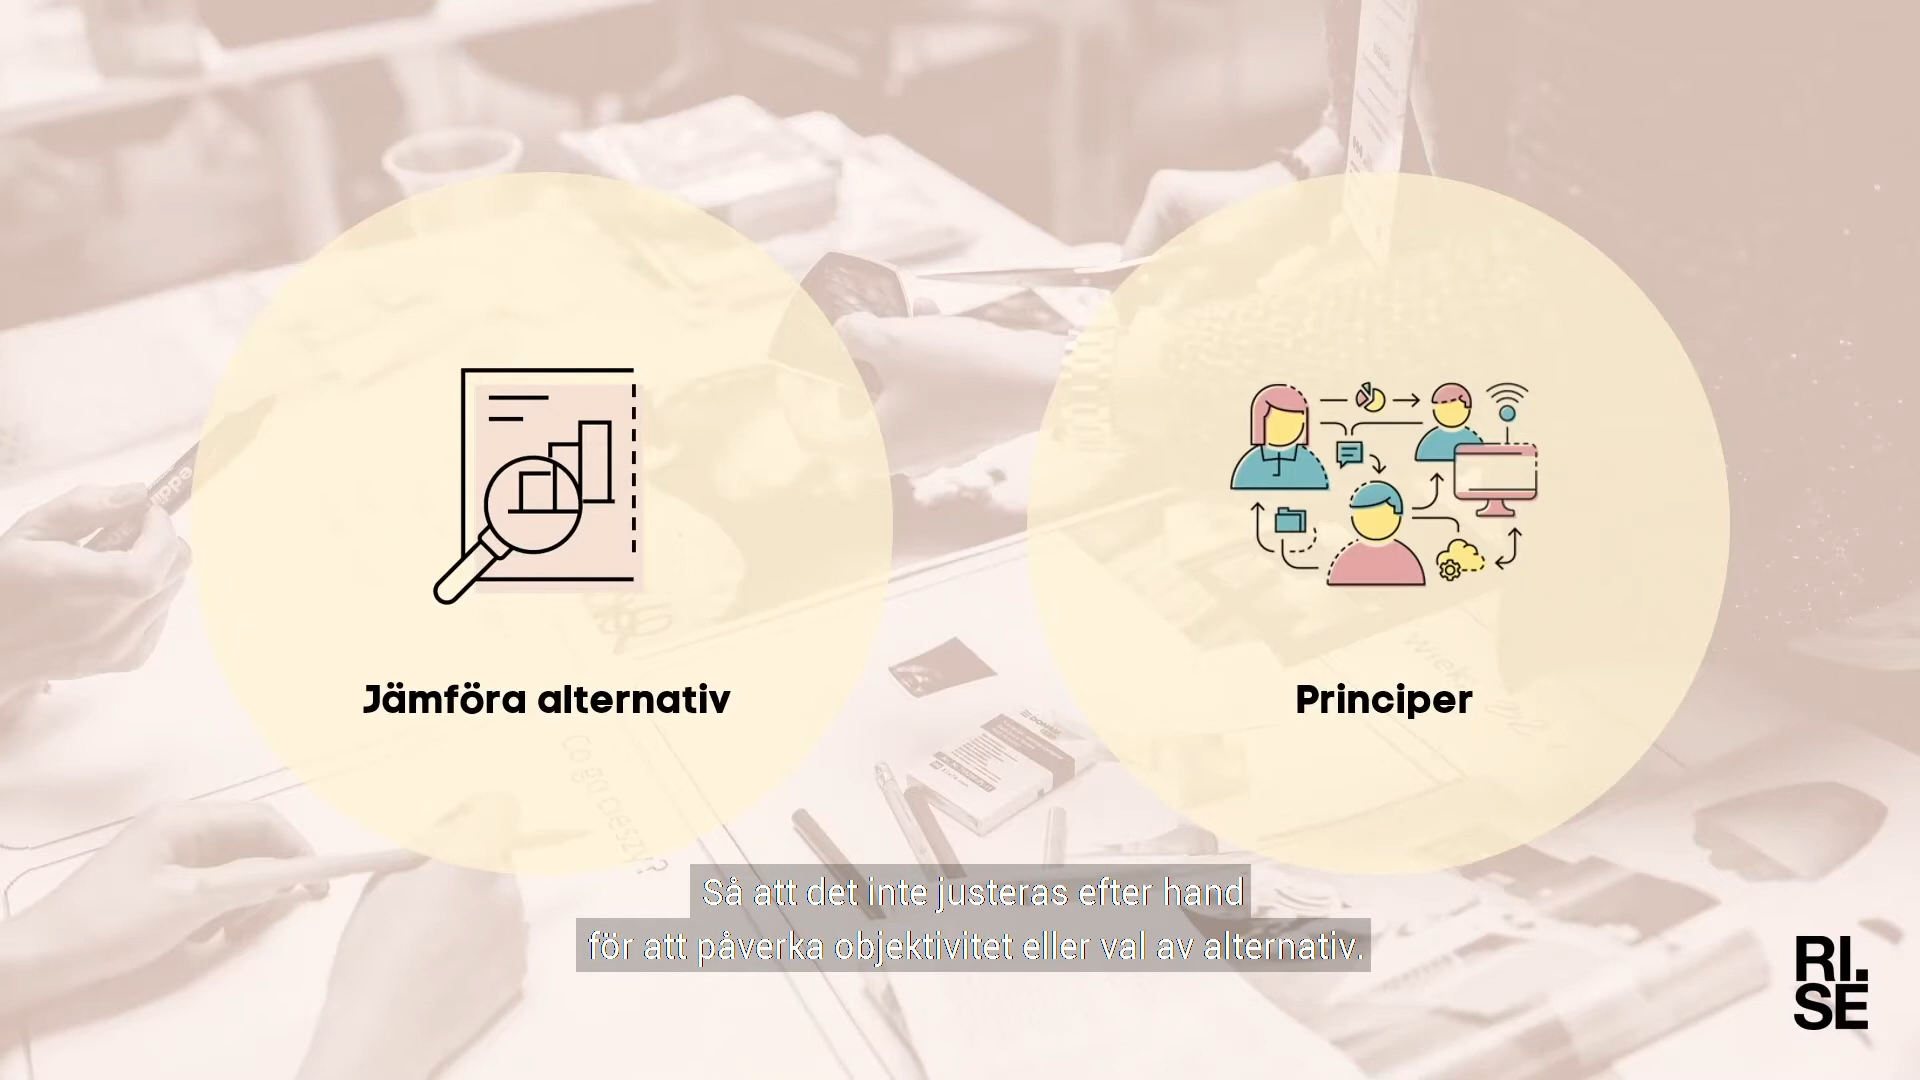 Jämföra alternativ
Principer
Så att det inte justeras efter hand
för att påverka objektivitet eller val av alternativ.
RI.
SE